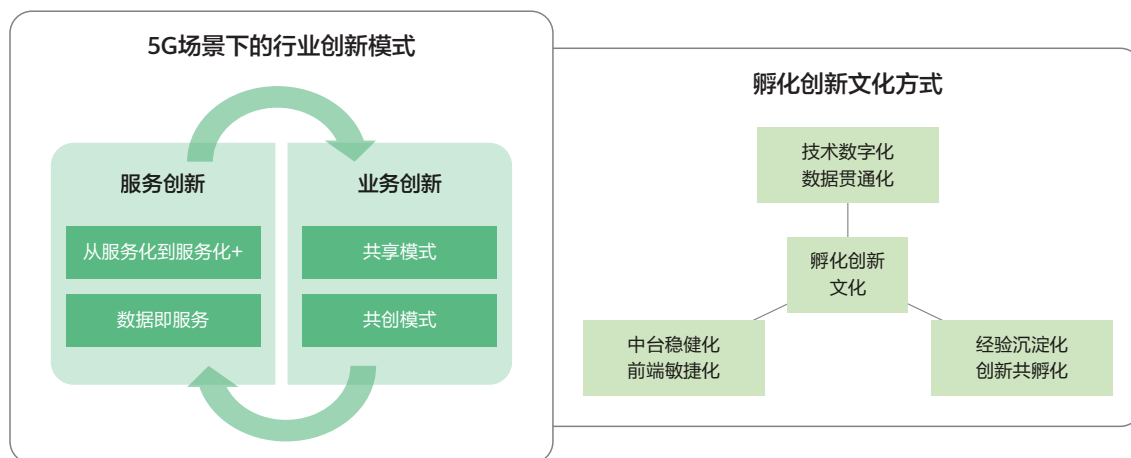 5G场景下的行业创新模式
服务创新
从服务化到服务化+
数据即服务
业务创新
共享模式
共创模式
孵化创新文化方式
技术数字化
数据贯通化
孵化创新
文化
中台稳健化
前端敏捷化
经验沉淀化
创新共孵化